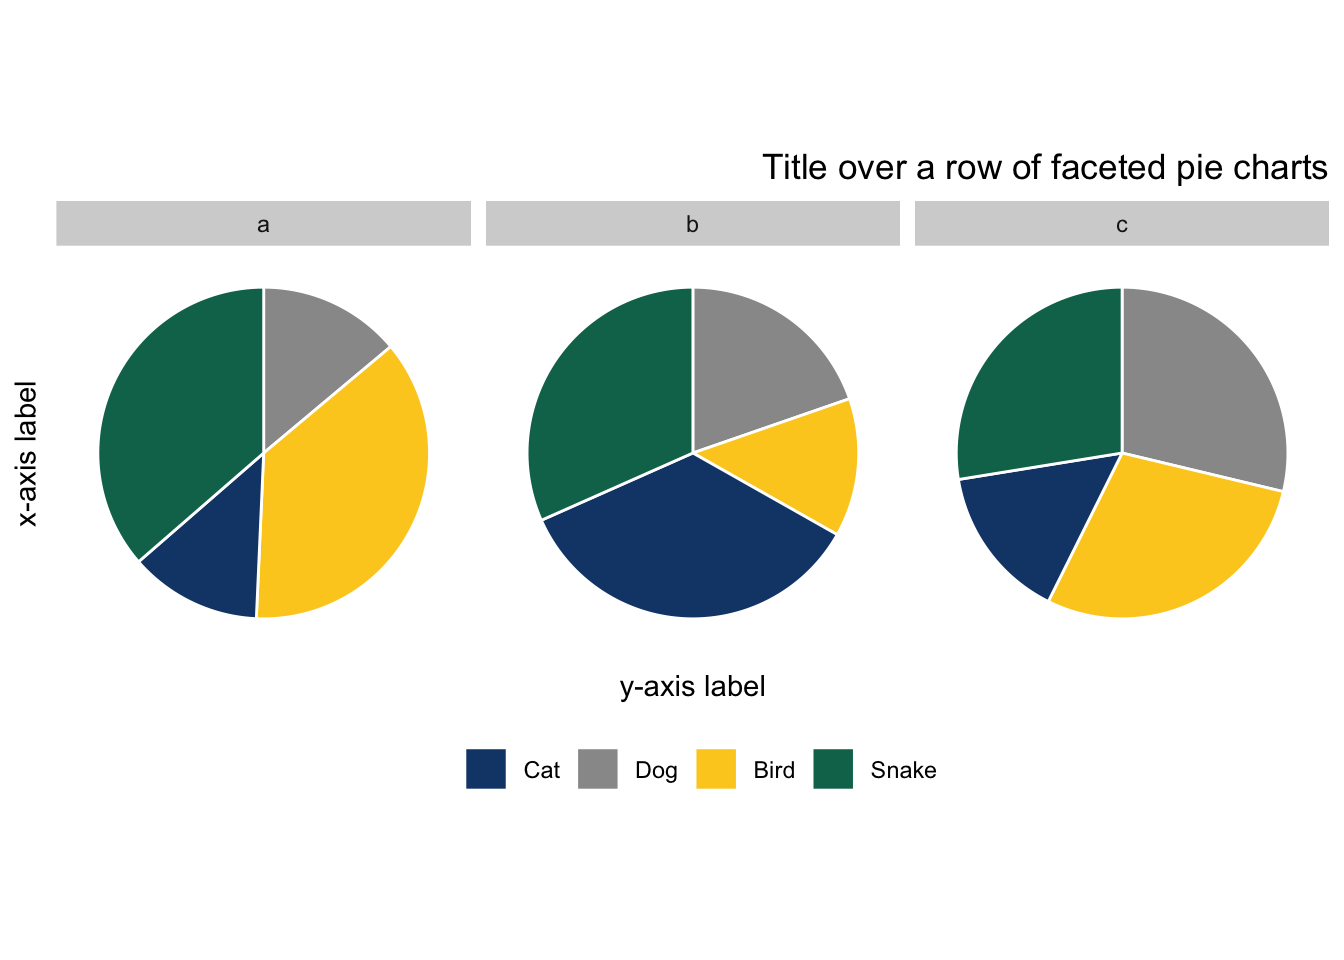 Title over a row of faceted pie charts
a
b
c
x-axis label
y-axis label
Cat
Dog
Bird
Snake